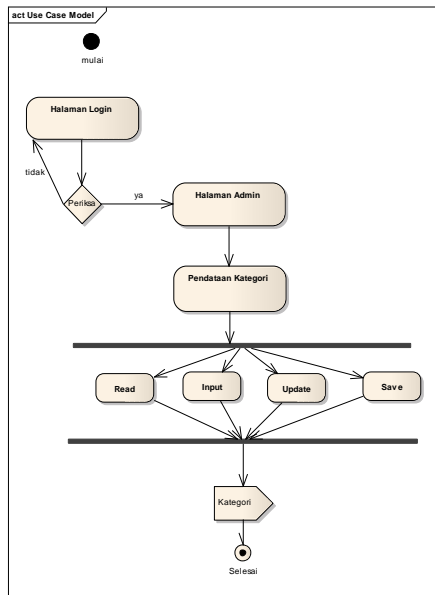 act Use Case Model
mulai
Halaman Login
tidak
Periksa
ya
Halaman Admin
Pendataan Kategori
Read
Input
Update
Save
Kategori
Selesai